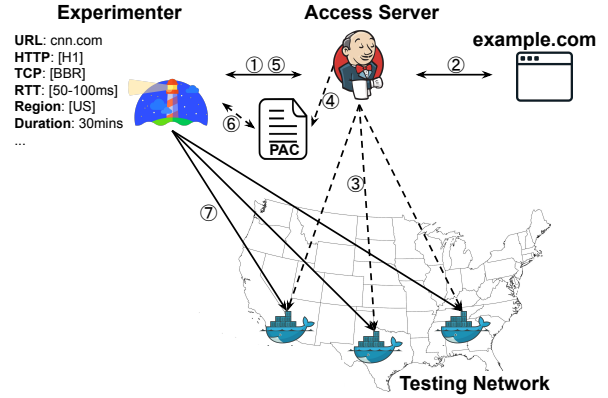 Experimenter
Access Server
URL: cnn.com
HTTP: [H1]
TCP: [BBR]
RTT: [50-100ms]
Region: [US]
Duration: 30mins
...
① ⑤
②
example.com
④
⑥
PAC
③
⑦
Testing Network